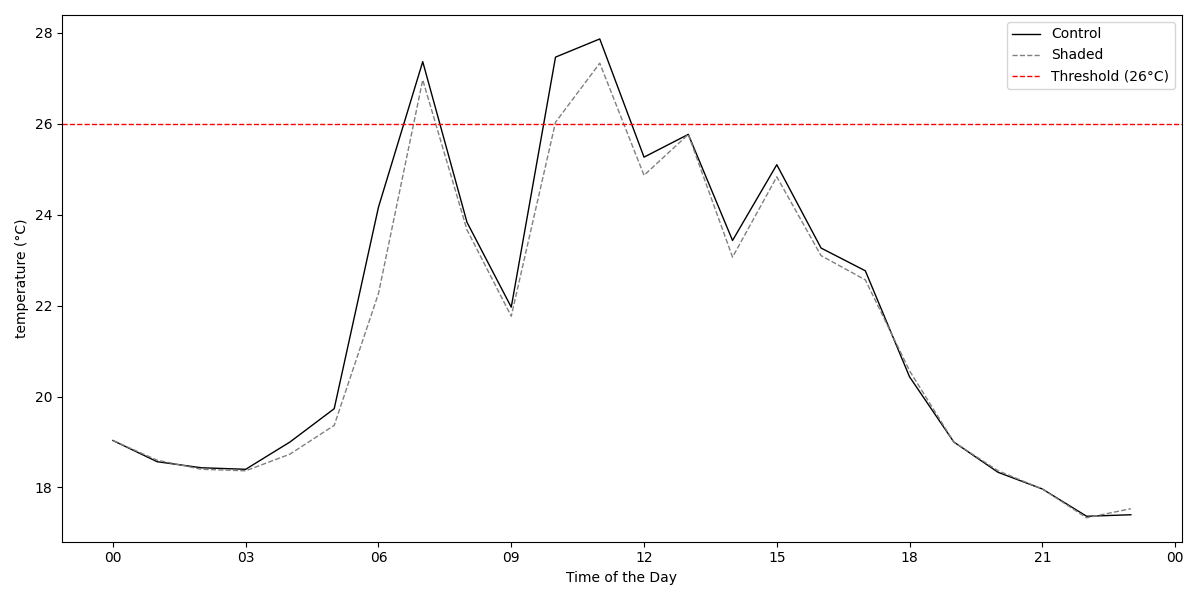 28
26
24
22
20
18
temperature (°C)
Control
Shaded
Threshold (26°C)
00 03 06 09 12 15 18 21 00
Time of the Day